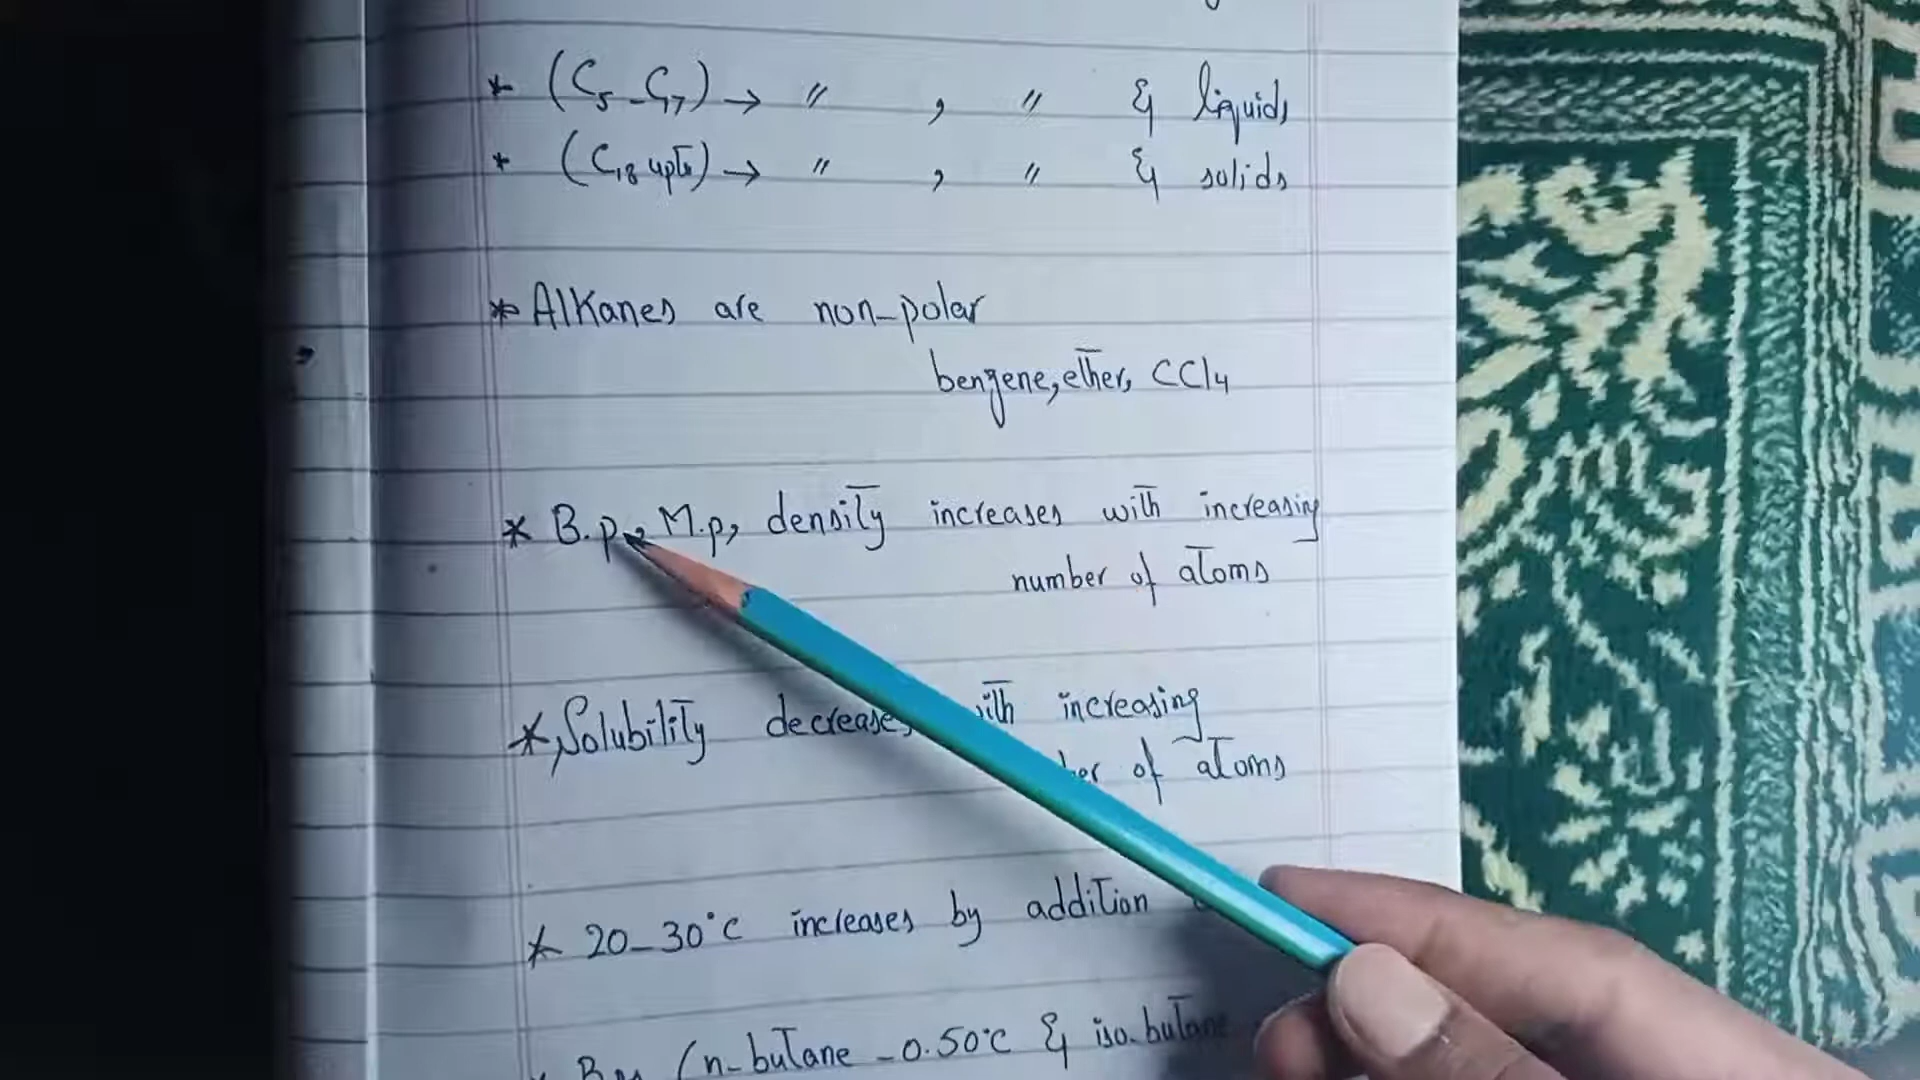 * (C5-C17) → " , " & liquids
* (C18 upto) → " , " & solids
* Alkanes are non-polar
benzene, ether, CCl4
* B.p., M.p, density increases with increasing
number of atoms
* Solubility decreases with increasing
of atoms
* 20-30°C increases by addition
(n-butane -0.50°C & iso.butane